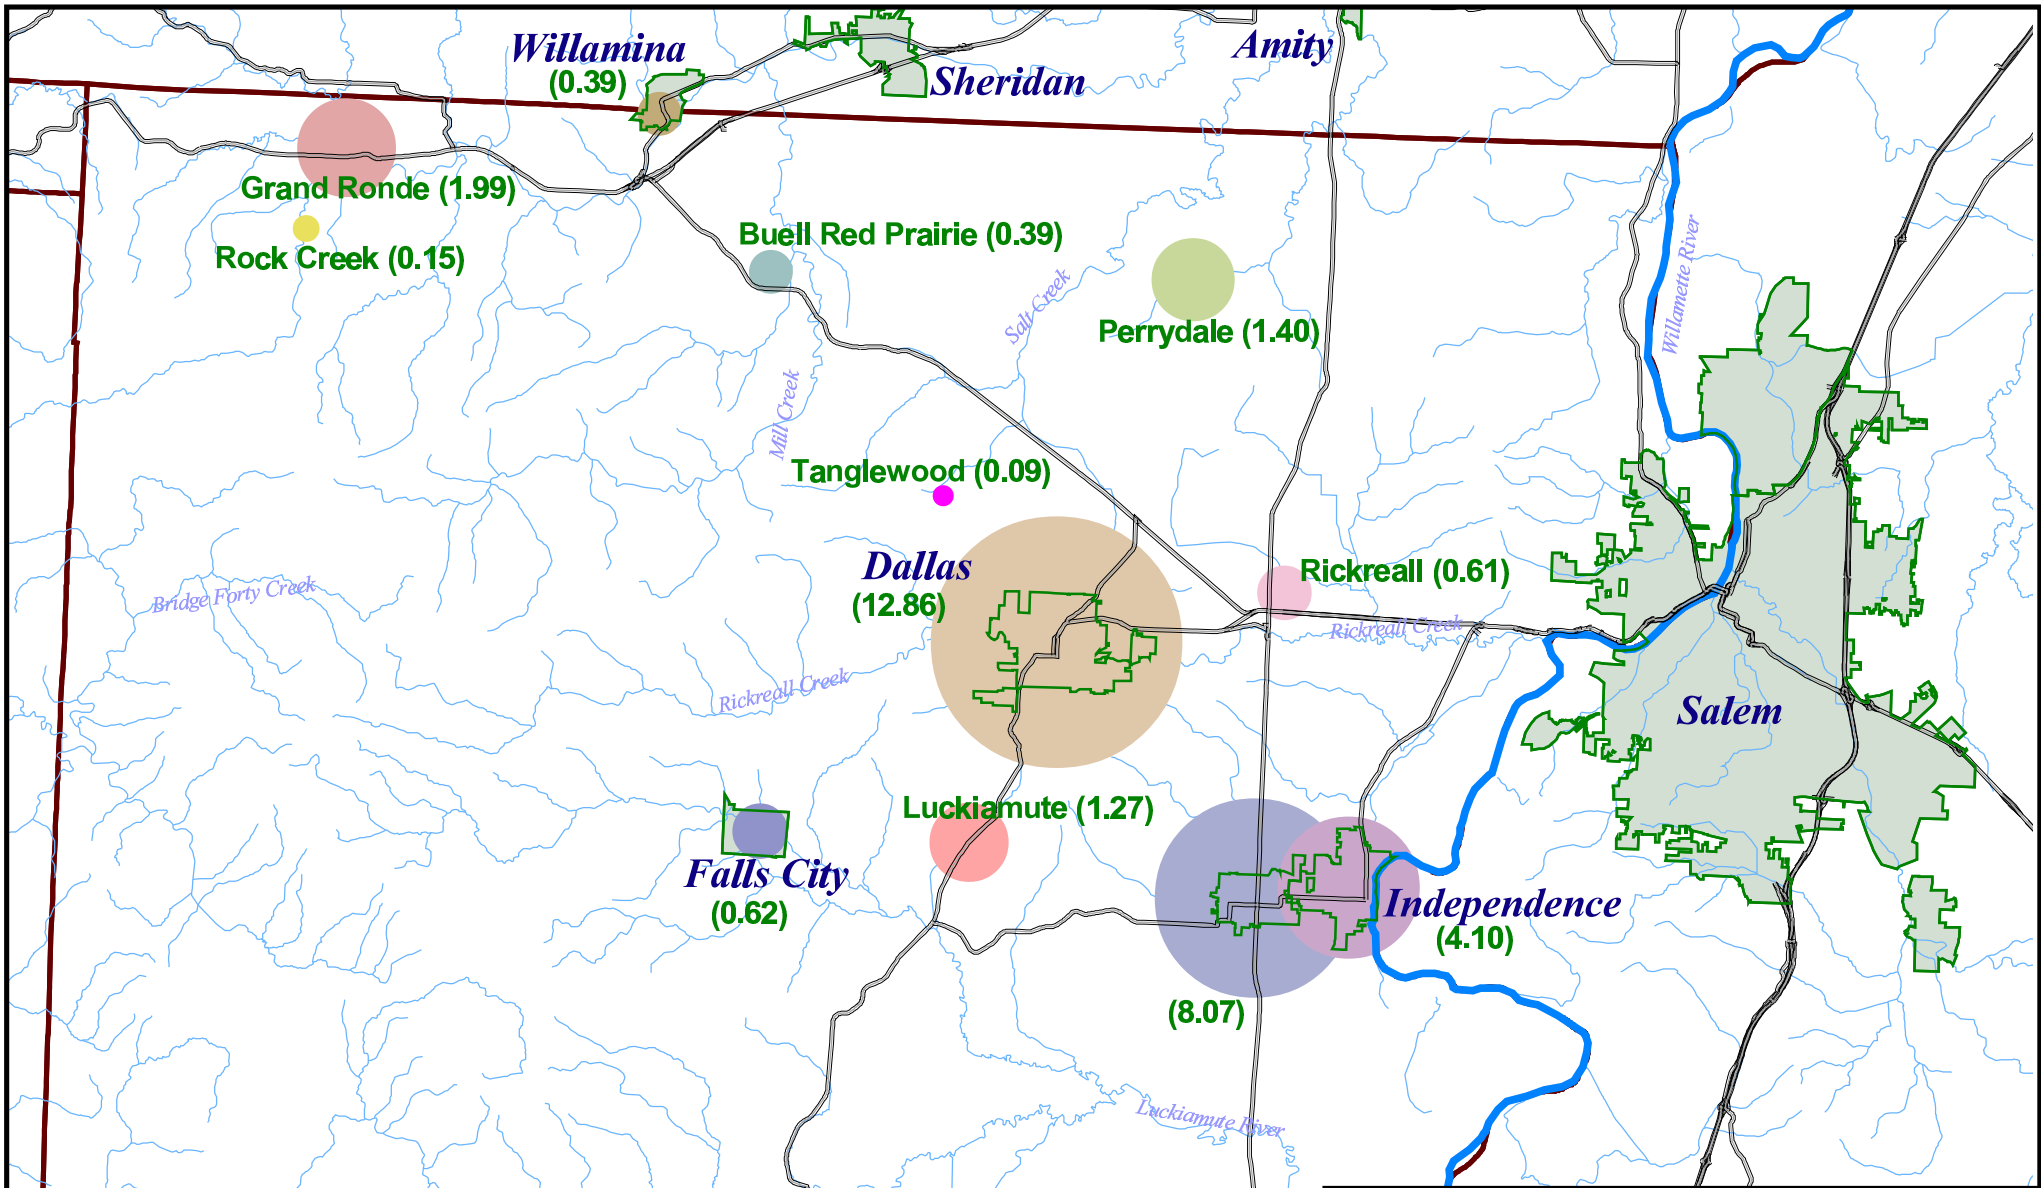 Willamina
(0.39)
Sheridan
Amity
Grand Ronde (1.99)
Rock Creek (0.15)
Buell Red Prairie (0.39)
Willamette River
Salt Creek
Perrydale (1.40)
Mill Creek
Tanglewood (0.09)
Dallas
(12.86)
Rickreall (0.61)
Bridge Forty Creek
Rickreall Creek
Rickreall Creek
Salem
Luckiamute (1.27)
Falls City
(0.62)
Independence
(4.10)
(8.07)
Luckiamute River